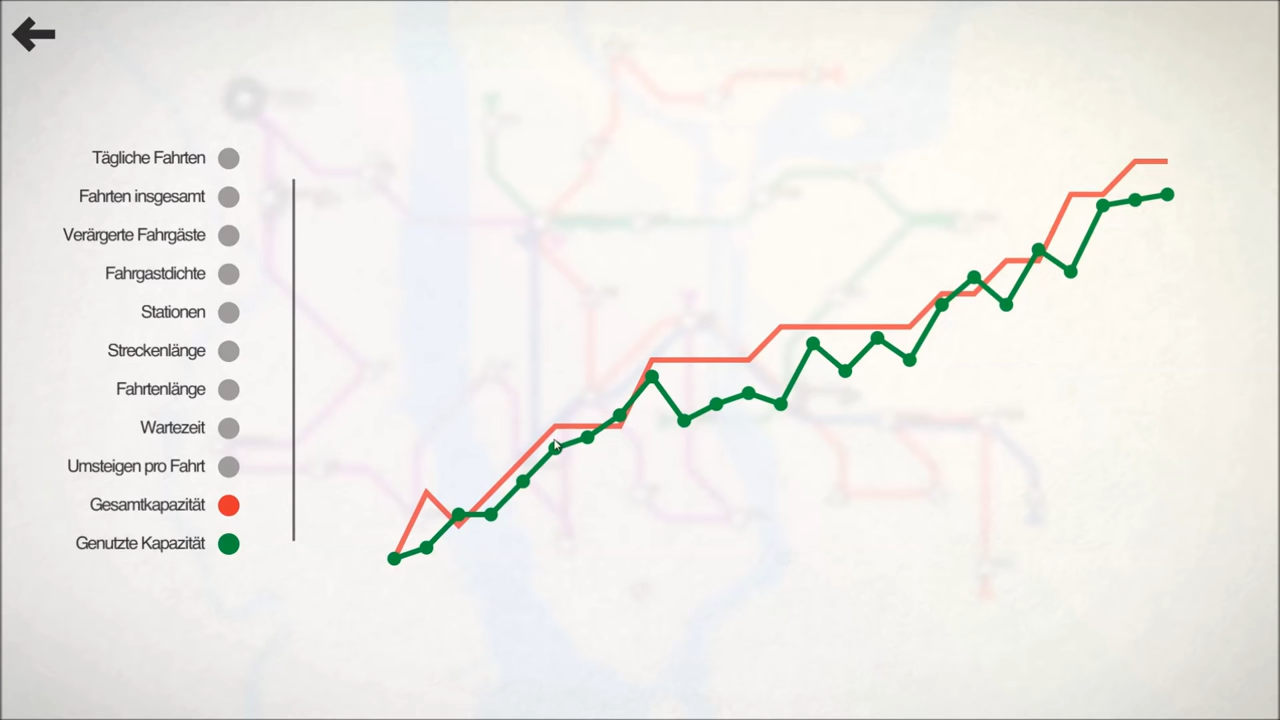 Tägliche Fahrten
Fahrten insgesamt
Verärgerte Fahrgäste
Fahrgastdichte
Stationen
Streckenlänge
Fahrtenlänge
Wartezeit
Umsteigen pro Fahrt
Gesamtkapazität
Genutzte Kapazität